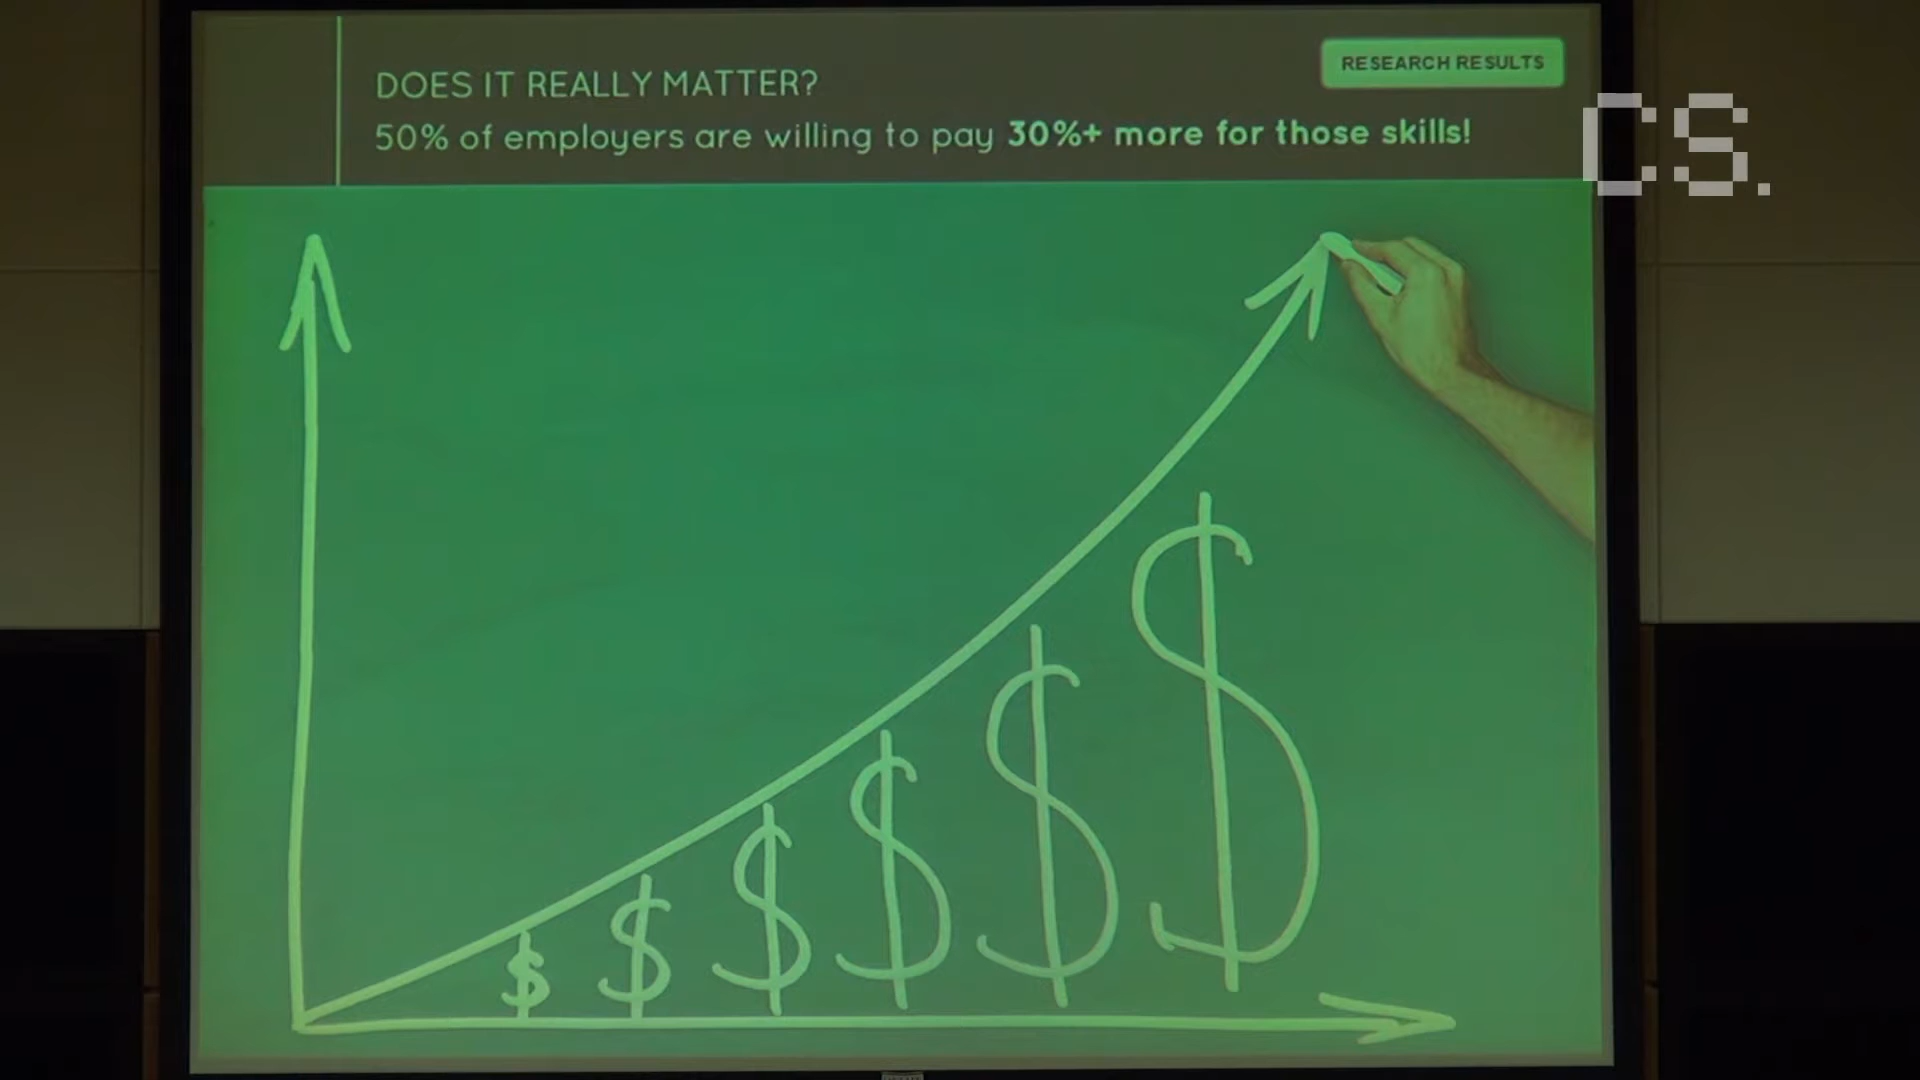 DOES IT REALLY MATTER?
50% of employers are willing to pay 30%+ more for those skills!
RESEARCH RESULTS
CS.
$ $ $ $ $ $